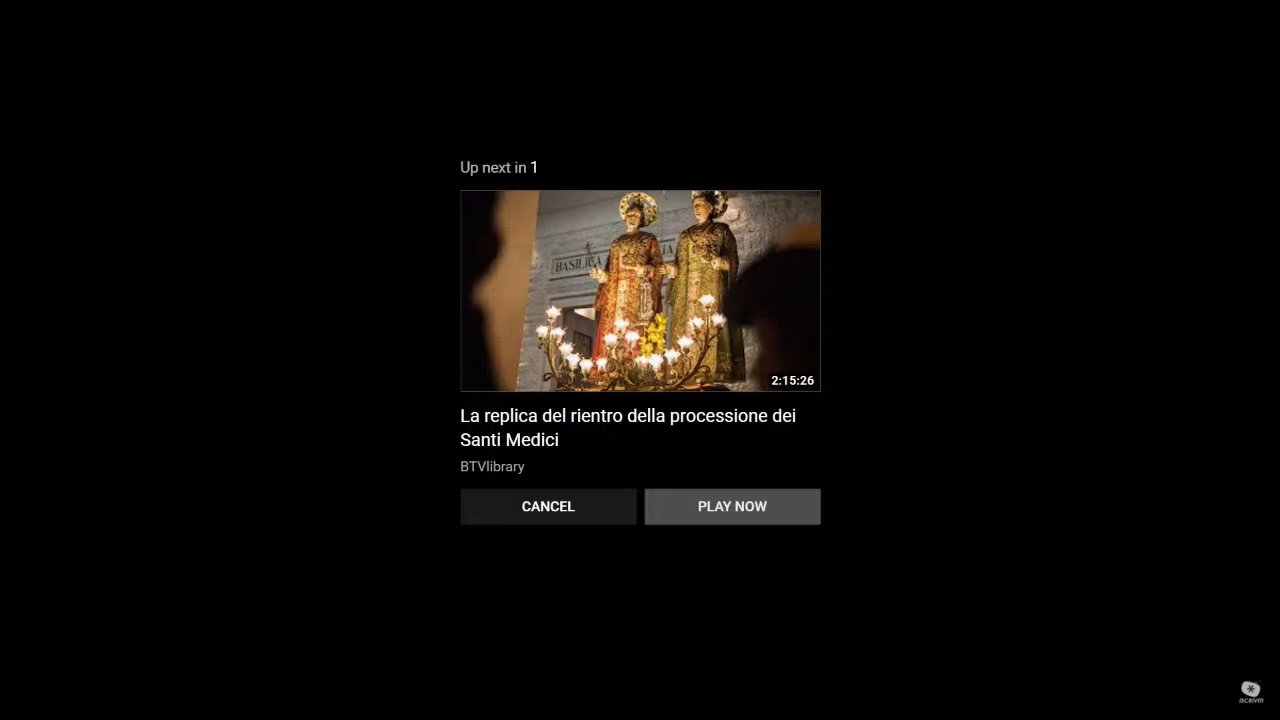 Up next in 1
BASILICA
2:15:26
La replica del rientro della processione dei
Santi Medici
BTVlibrary
CANCEL
PLAY NOW
ISCRIVITI